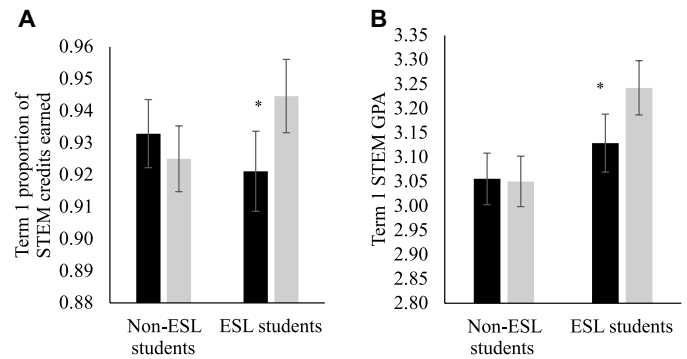 A
Term 1 proportion of
STEM credits earned
0.96
0.95
0.94
0.93
0.92
0.91
0.90
0.89
0.88
*
Non-ESL
students
ESL students
B
Term 1 STEM GPA
3.35
3.30
3.25
3.20
3.15
3.10
3.05
3.00
2.95
2.90
2.85
2.80
*
Non-ESL
students
ESL students